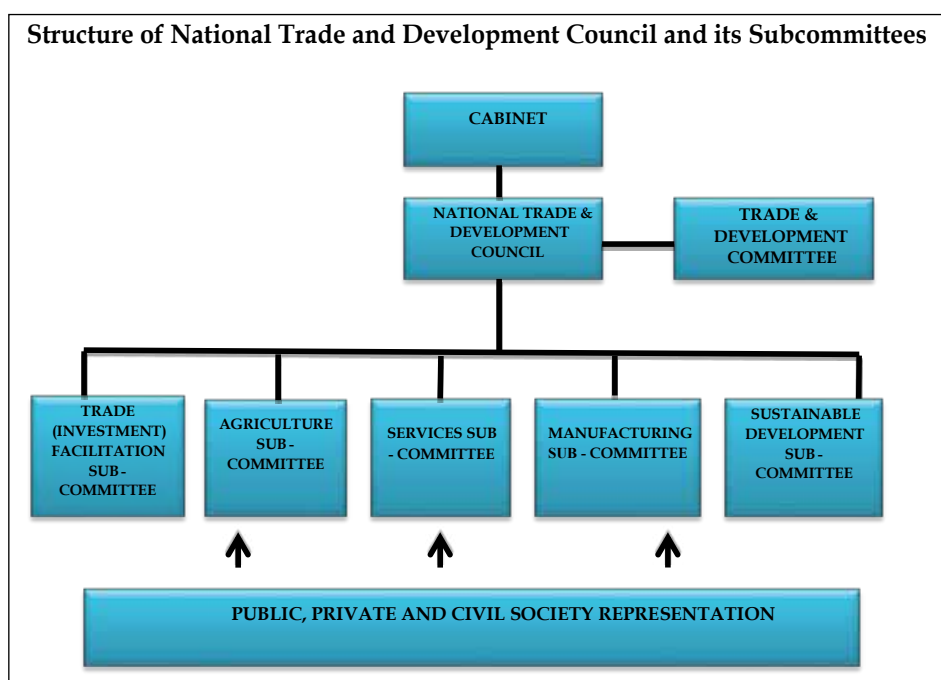 Structure of National Trade and Development Council and its Subcommittees
CABINET
NATIONAL TRADE &
DEVELOPMENT
COUNCIL
TRADE &
DEVELOPMENT
COMMITTEE
TRADE
(INVESTMENT)
FACILITATION
SUB -
COMMITTEE
AGRICULTURE
SUB -
COMMITTEE
SERVICES SUB
- COMMITTEE
MANUFACTURING
SUB - COMMITTEE
SUSTAINABLE
DEVELOPMENT
SUB -
COMMITTEE
PUBLIC, PRIVATE AND CIVIL SOCIETY REPRESENTATION